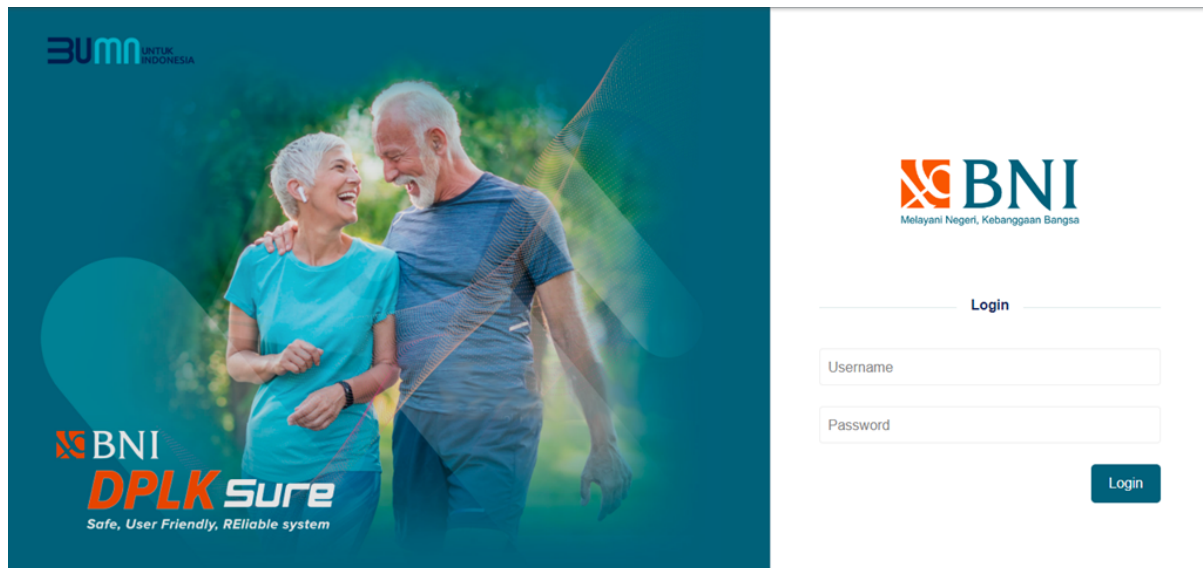 BUMN UNTUK
INDONESIA
BNI
DPLK Sure
Safe, User Friendly, REliable system
BNI
Melayani Negeri, Kebanggaan Bangsa
Login
Username
Password
Login